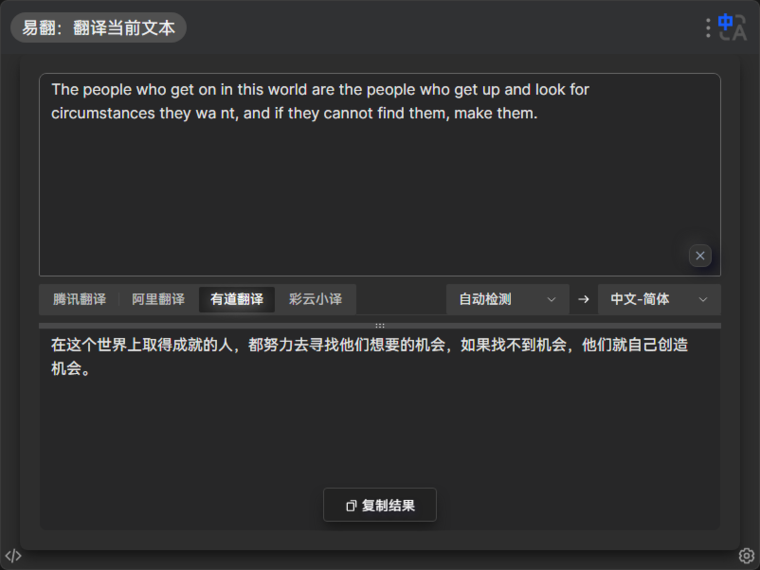 易翻：翻译当前文本
中A
The people who get on in this world are the people who get up and look for
circumstances they wa nt, and if they cannot find them, make them.
腾讯翻译 阿里翻译 有道翻译 彩云小译 自动检测 → 中文-简体
在这个世界上取得成就的人，都努力去寻找他们想要的机会，如果找不到机会，他们就自己创造
机会。
复制结果